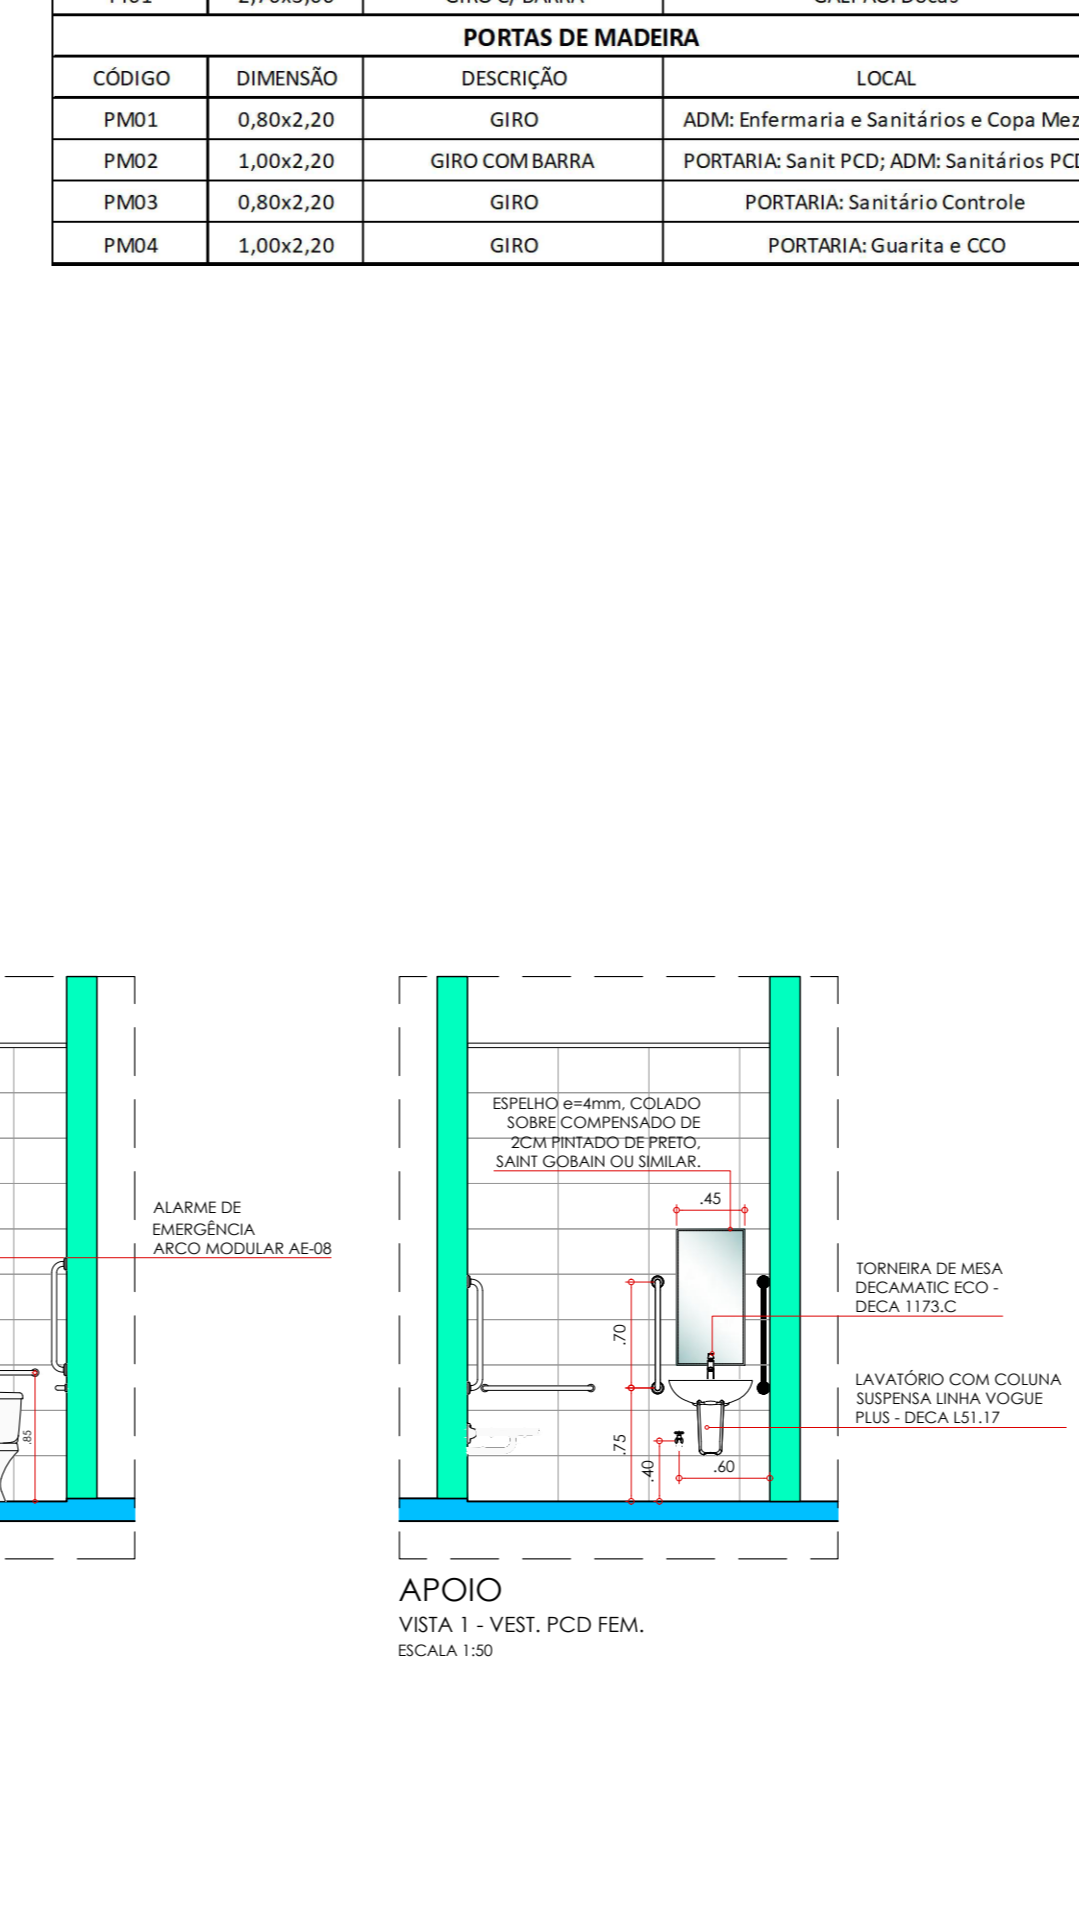 PORTAS DE MADEIRA
CÓDIGO DIMENSÃO DESCRIÇÃO LOCAL
PM01 0,80x2,20 GIRO ADM: Enfermaria e Sanitários e Copa Mez
PM02 1,00x2,20 GIRO COM BARRA PORTARIA: Sanit PCD; ADM: Sanitários PCD
PM03 0,80x2,20 GIRO PORTARIA: Sanitário Controle
PM04 1,00x2,20 GIRO PORTARIA: Guarita e CCO
ALARME DE
EMERGÊNCIA
ARCO MODULAR AE-08
.85
ESPELHO e=4mm, COLADO
SOBRE COMPENSADO DE
2CM PINTADO DE PRETO,
SAINT GOBAIN OU SIMILAR.
.45
.70
.75
.40
.60
TORNEIRA DE MESA
DECAMATIC ECO -
DECA 1173.C
LAVATÓRIO COM COLUNA
SUSPENSA LINHA VOGUE
PLUS - DECA L51.17
APOIO
VISTA 1 - VEST. PCD FEM.
ESCALA 1:50